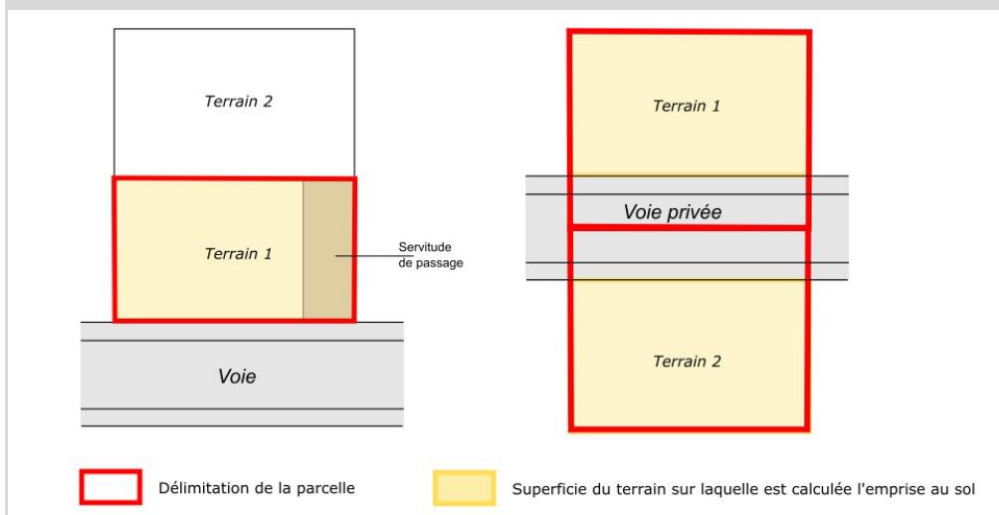 Terrain 2
Terrain 1
Servitude
de passage
Voie
Terrain 1
Voie privée
Terrain 2
Délimitation de la parcelle
Superficie du terrain sur laquelle est calculée l'emprise au sol